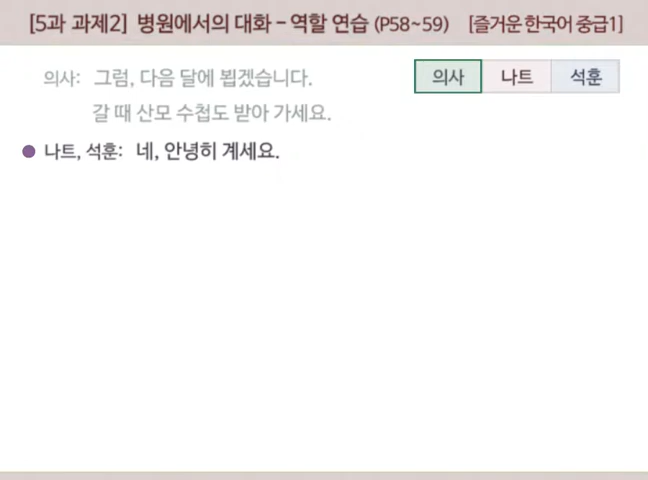 [5과 과제2] 병원에서의 대화 – 역할 연습 (P58~59) [즐거운 한국어 중급1]
의사: 그럼, 다음 달에 뵙겠습니다.
갈 때 산모 수첩도 받아 가세요.
의사 나트 석훈
나트, 석훈: 네, 안녕히 계세요.